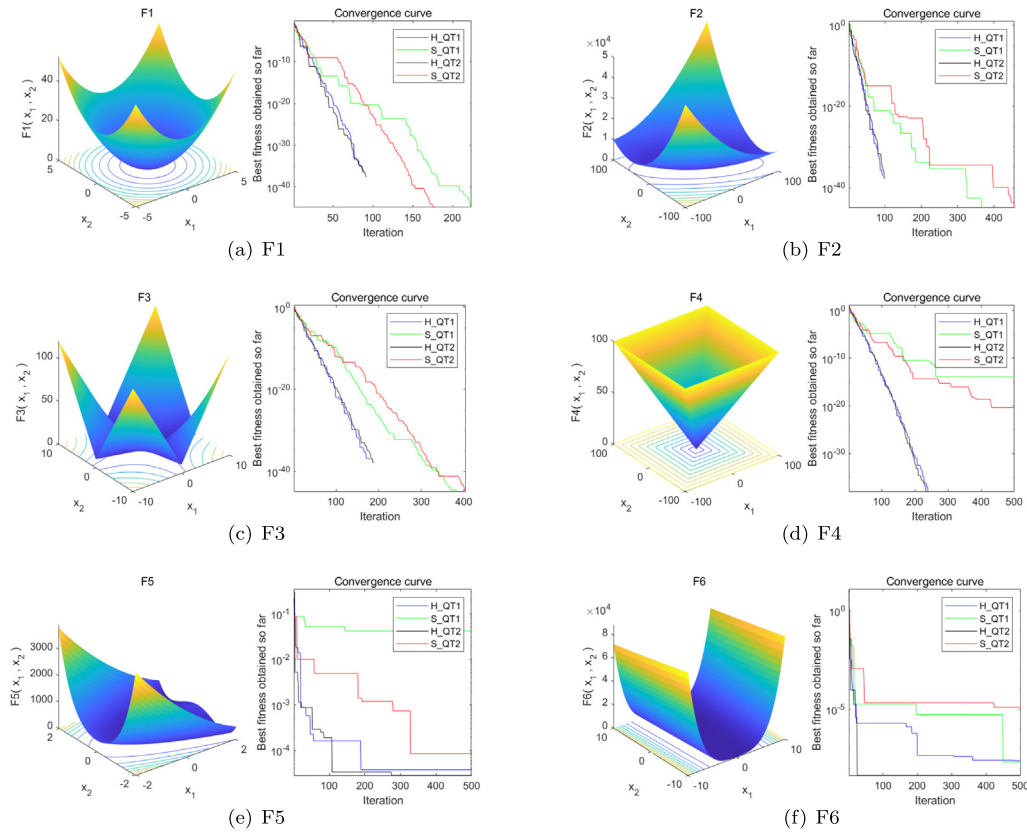 F1
Convergence curve
F1( x1 , x2 )
40
20
0
5
0
-5
x2
-5
0
5
x1
Best fitness obtained so far
10^-10
10^-20
10^-30
10^-40
H_QT1
S_QT1
H_QT2
S_QT2
50
100
150
200
Iteration
(a) F1
F2
Convergence curve
×10^4
F2( x1 , x2 )
5
4
3
2
1
0
100
0
-100
x2
-100
0
100
x1
Best fitness obtained so far
10^0
10^-20
10^-40
H_QT1
S_QT1
H_QT2
S_QT2
100
200
300
400
Iteration
(b) F2
F3
Convergence curve
F3( x1 , x2 )
100
50
0
10
0
-10
x2
-10
0
10
x1
Best fitness obtained so far
10^0
10^-20
10^-40
H_QT1
S_QT1
H_QT2
S_QT2
100
200
300
400
Iteration
(c) F3
F4
Convergence curve
F4( x1 , x2 )
100
50
0
100
0
-100
x2
-100
0
100
x1
Best fitness obtained so far
10^0
10^-10
10^-20
10^-30
H_QT1
S_QT1
H_QT2
S_QT2
100
200
300
400
500
Iteration
(d) F4
F5
Convergence curve
F5( x1 , x2 )
3000
2000
1000
0
2
0
-2
x2
-2
0
2
x1
Best fitness obtained so far
10^-1
10^-2
10^-3
10^-4
H_QT1
S_QT1
H_QT2
S_QT2
100
200
300
400
500
Iteration
(e) F5
F6
Convergence curve
×10^4
F6( x1 , x2 )
8
6
4
2
0
10
0
-10
x2
-10
0
10
x1
Best fitness obtained so far
10^0
10^-5
H_QT1
S_QT1
H_QT2
S_QT2
100
200
300
400
500
Iteration
(f) F6